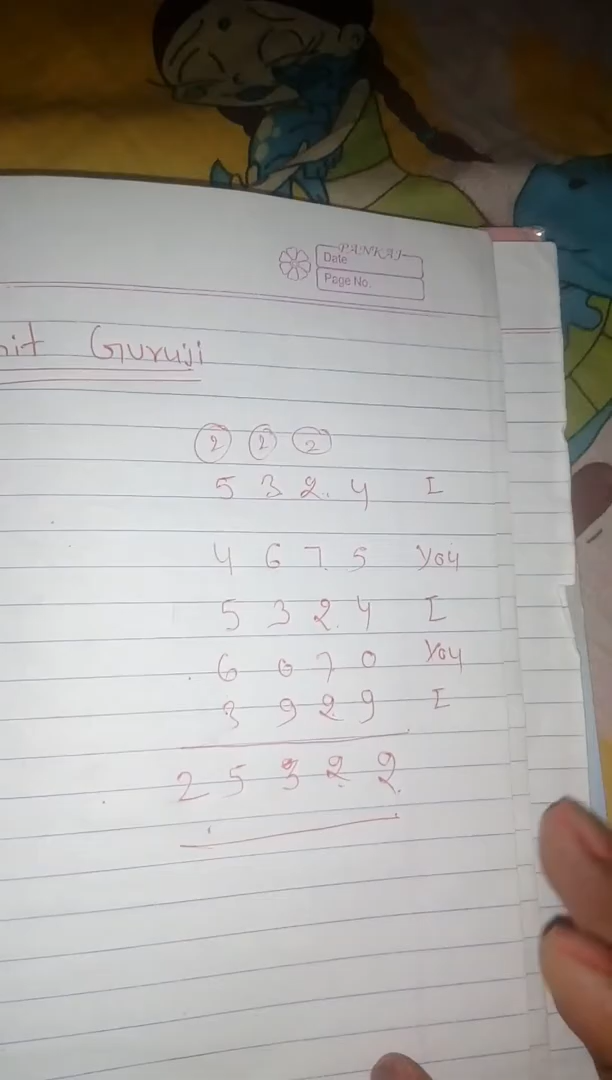 PANKAJ
Date
Page No.
it Guruji
2 2 2
5 3 2 4 I
4 6 7 5 You
5 3 2 4 I
6 0 7 0 You
3 9 2 9 I
2 5 3 2 2